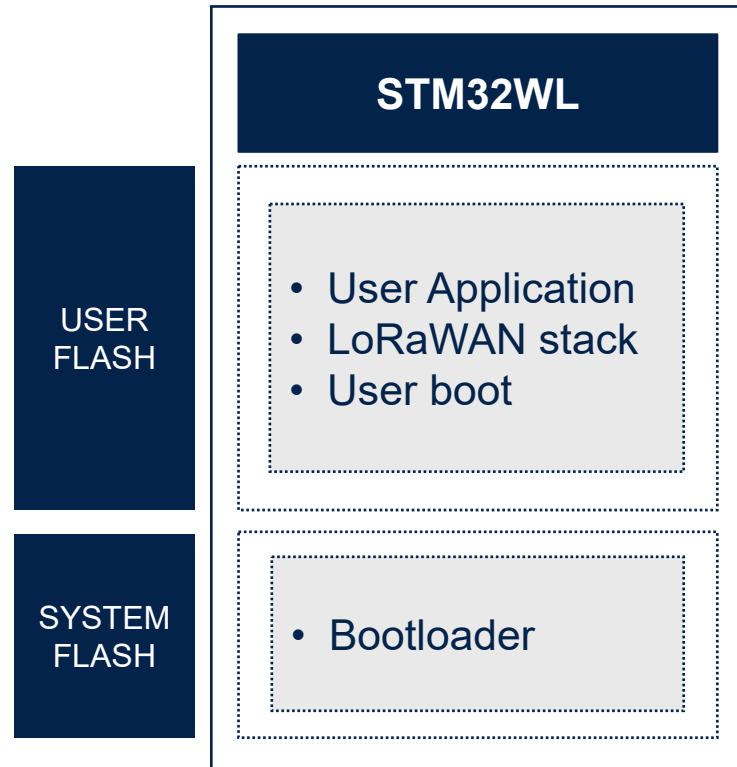 STM32WL
USER
FLASH
• User Application
• LoRaWAN stack
• User boot
SYSTEM
FLASH
• Bootloader